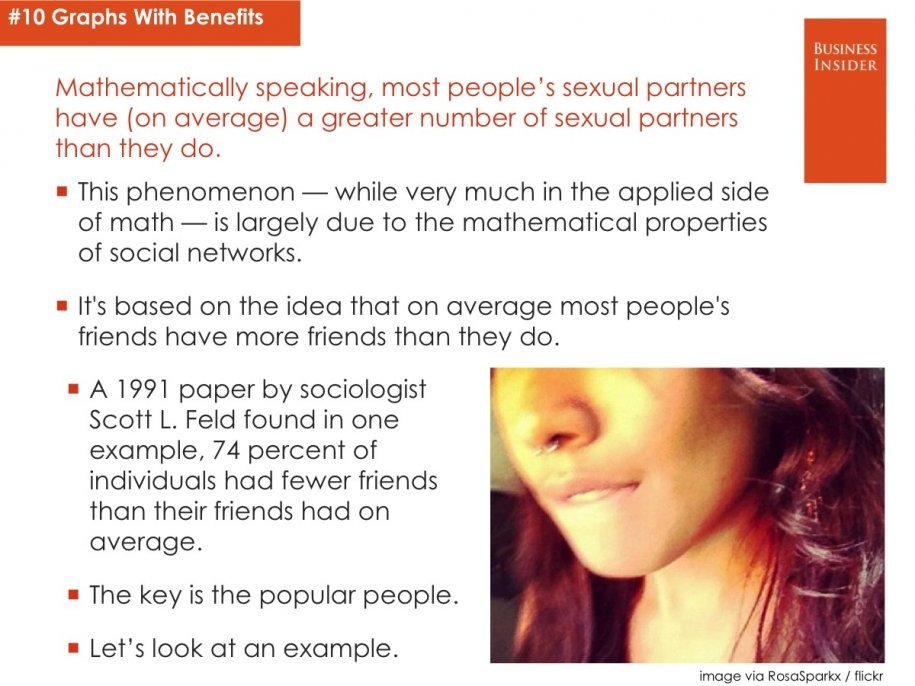 #10 Graphs With Benefits
BUSINESS
INSIDER
Mathematically speaking, most people’s sexual partners
have (on average) a greater number of sexual partners
than they do.
▪ This phenomenon — while very much in the applied side
of math — is largely due to the mathematical properties
of social networks.
▪ It's based on the idea that on average most people's
friends have more friends than they do.
▪ A 1991 paper by sociologist
Scott L. Feld found in one
example, 74 percent of
individuals had fewer friends
than their friends had on
average.
▪ The key is the popular people.
▪ Let’s look at an example.
image via RosaSparkx / flickr